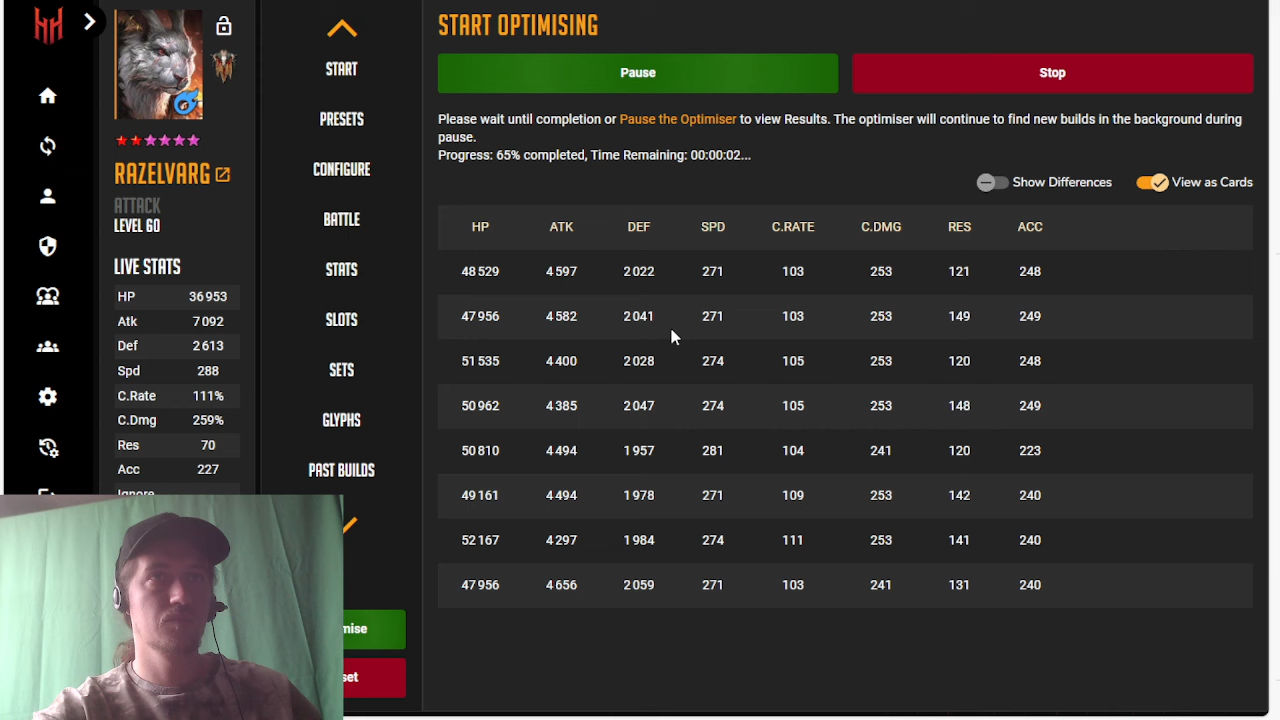 START OPTIMISING
Pause
Stop
Please wait until completion or Pause the Optimiser to view Results. The optimiser will continue to find new builds in the background during
pause.
Progress: 65% completed, Time Remaining: 00:00:02...
Show Differences
View as Cards
RAZELVARG
ATTACK
LEVEL 60
LIVE STATS
HP 36 953
Atk 7 092
Def 2 613
Spd 288
C.Rate 111%
C.Dmg 259%
Res 70
Acc 227
Ignore
START
PRESETS
CONFIGURE
BATTLE
STATS
SLOTS
SETS
GLYPHS
PAST BUILDS
mise
set
HP ATK DEF SPD C.RATE C.DMG RES ACC
48 529 4 597 2 022 271 103 253 121 248
47 956 4 582 2 041 271 103 253 149 249
51 535 4 400 2 028 274 105 253 120 248
50 962 4 385 2 047 274 105 253 148 249
50 810 4 494 1 957 281 104 241 120 223
49 161 4 494 1 978 271 109 253 142 240
52 167 4 297 1 984 274 111 253 141 240
47 956 4 656 2 059 271 103 241 131 240